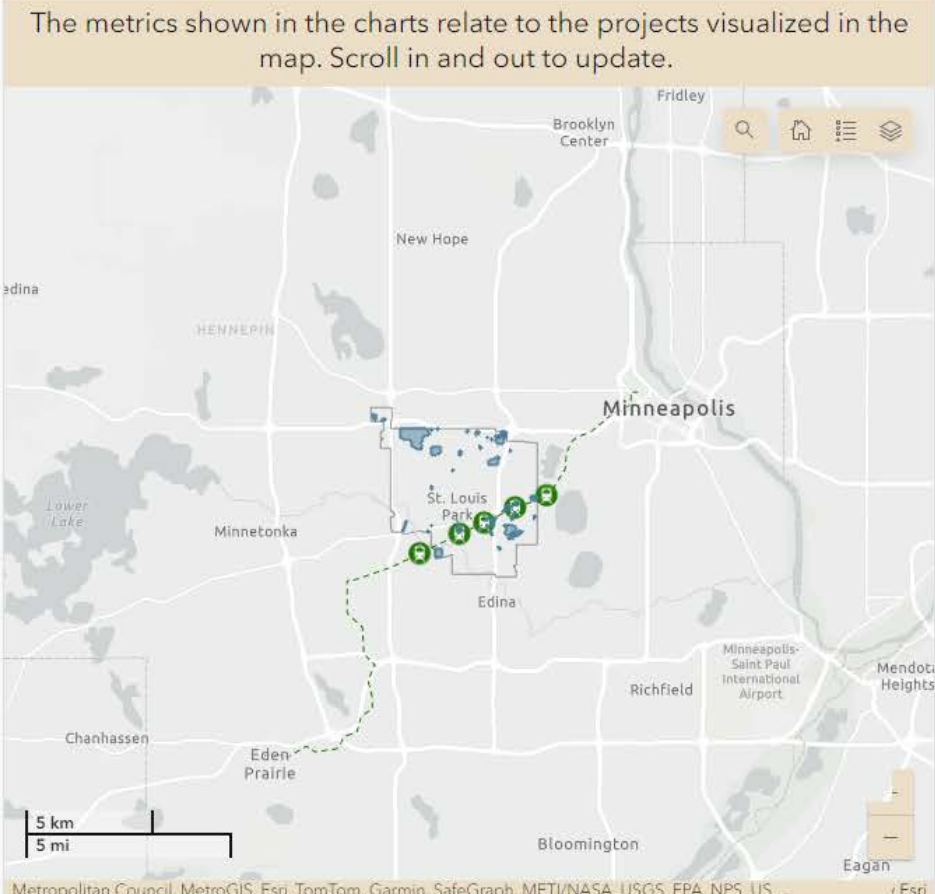 The metrics shown in the charts relate to the projects visualized in the
map. Scroll in and out to update.
Fridley
Brooklyn
Center
New Hope
edina
HENNEPIN
Minneapolis
St. Louis
Park
Lower
Lake
Minnetonka
Edina
Minneapolis-
Saint Paul
International
Airport
Mendota
Heights
Richfield
Chanhassen
Eden
Prairie
5 km
5 mi
Bloomington
Eagan
Metropolitan Council, MetroGIS, Esri, TomTom, Garmin, SafeGraph, METI/NASA, USGS, EPA, NPS, US
Esri